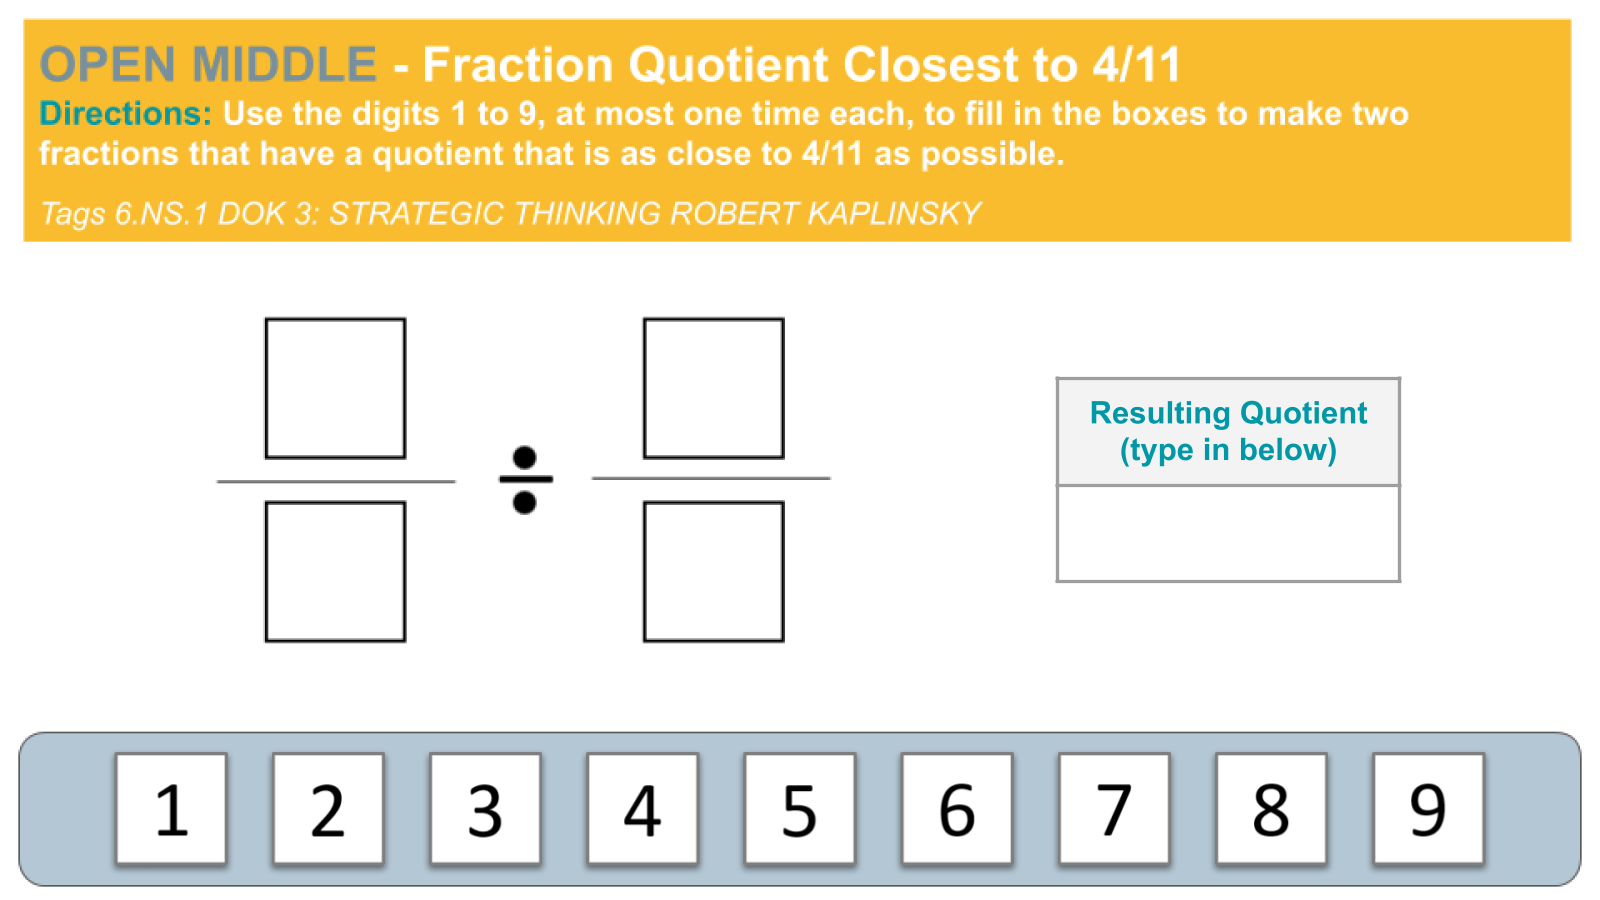 OPEN MIDDLE - Fraction Quotient Closest to 4/11
Directions: Use the digits 1 to 9, at most one time each, to fill in the boxes to make two
fractions that have a quotient that is as close to 4/11 as possible.
Tags 6.NS.1 DOK 3: STRATEGIC THINKING ROBERT KAPLINSKY
÷
Resulting Quotient
(type in below)
1 2 3 4 5 6 7 8 9